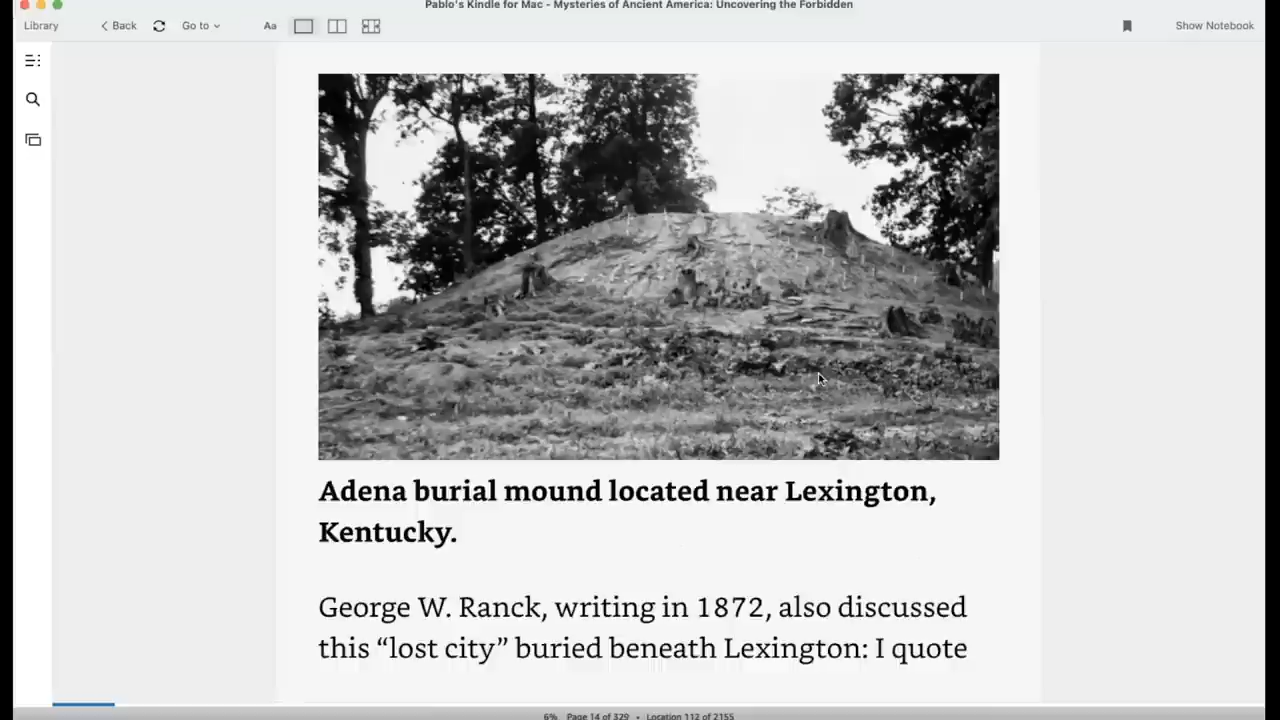 Pablo's Kindle for Mac - Mysteries of Ancient America: Uncovering the Forbidden
Library
Back
Go to
Aa
Show Notebook
Adena burial mound located near Lexington,
Kentucky.
George W. Ranck, writing in 1872, also discussed
this “lost city” buried beneath Lexington: I quote
6% Page 14 of 329 • Location 112 of 2155